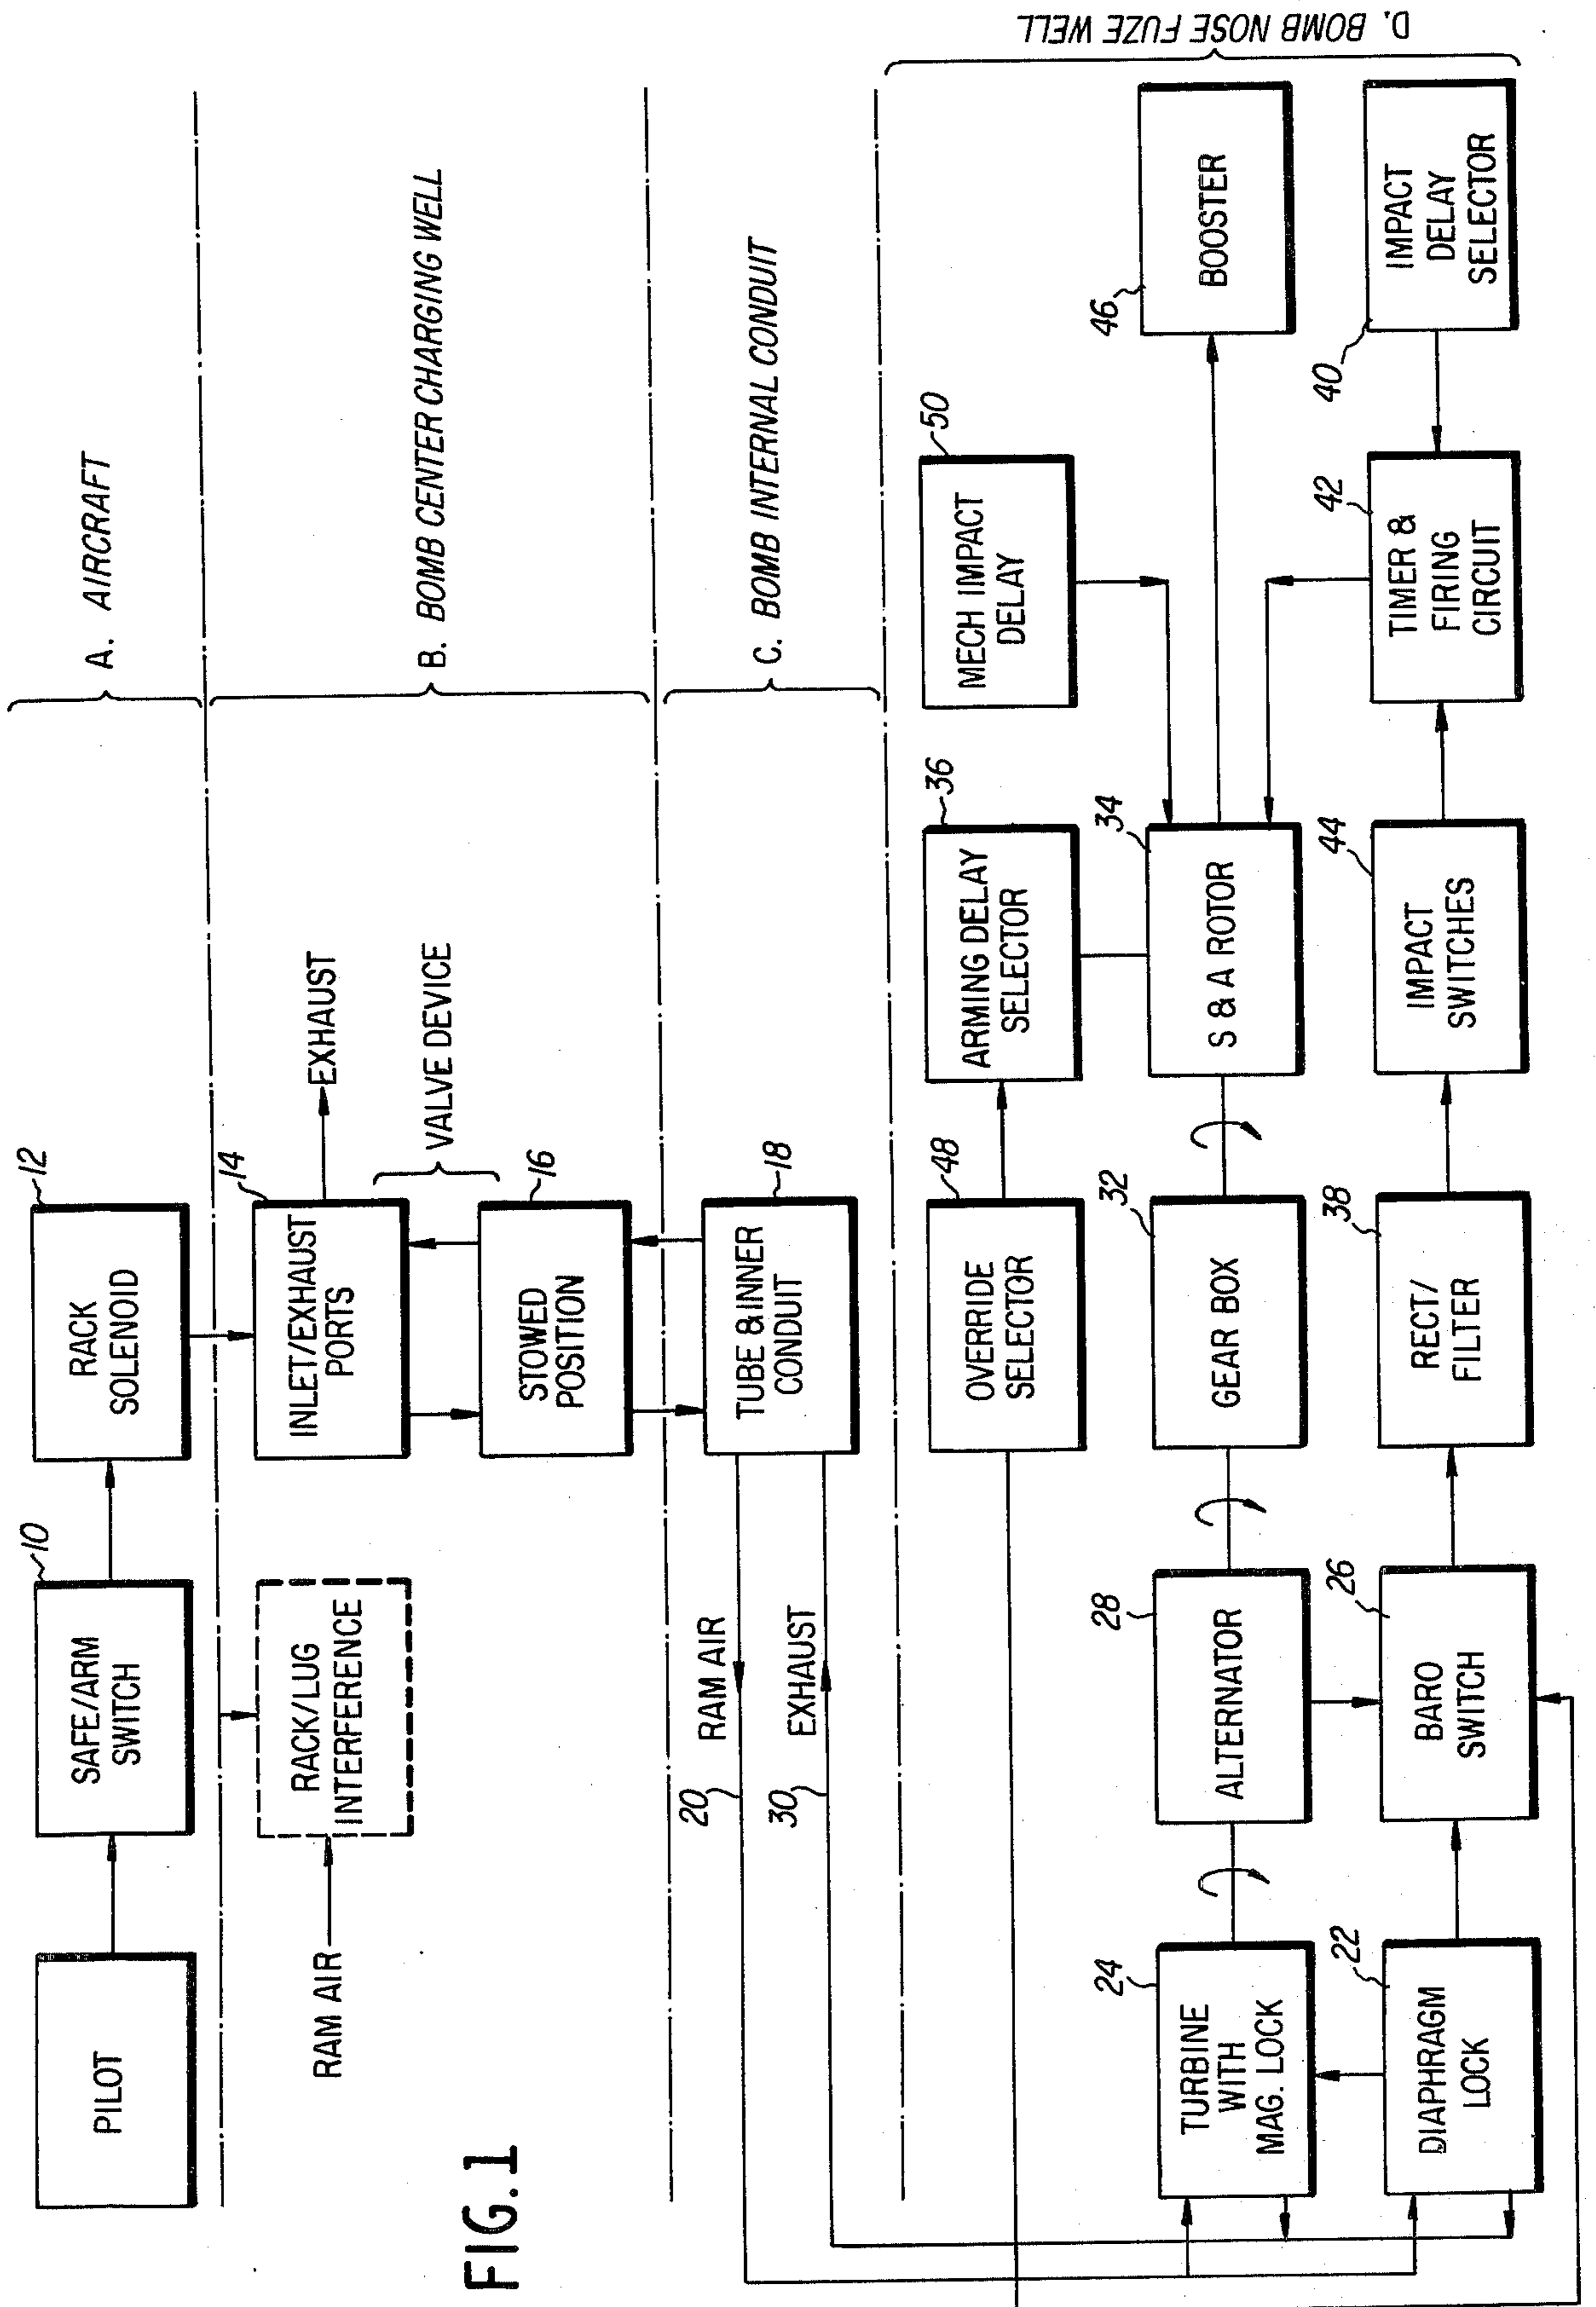 PILOT
10
SAFE/ARM
SWITCH
12
RACK
SOLENOID
A. AIRCRAFT
RAM AIR
RACK/LUG
INTERFERENCE
14
INLET/EXHAUST
PORTS
EXHAUST
VALVE DEVICE
16
STOWED
POSITION
B. BOMB CENTER CHARGING WELL
FIG. 1
20
RAM AIR
30
EXHAUST
18
TUBE & INNER
CONDUIT
C. BOMB INTERNAL CONDUIT
48
OVERRIDE
SELECTOR
36
ARMING DELAY
SELECTOR
50
MECH IMPACT
DELAY
24
TURBINE
WITH
MAG. LOCK
28
ALTERNATOR
32
GEAR BOX
34
S & A ROTOR
46
BOOSTER
22
DIAPHRAGM
LOCK
26
BARO
SWITCH
38
RECT/
FILTER
44
IMPACT
SWITCHES
42
TIMER &
FIRING
CIRCUIT
40
IMPACT
DELAY
SELECTOR
D. BOMB NOSE FUZE WELL